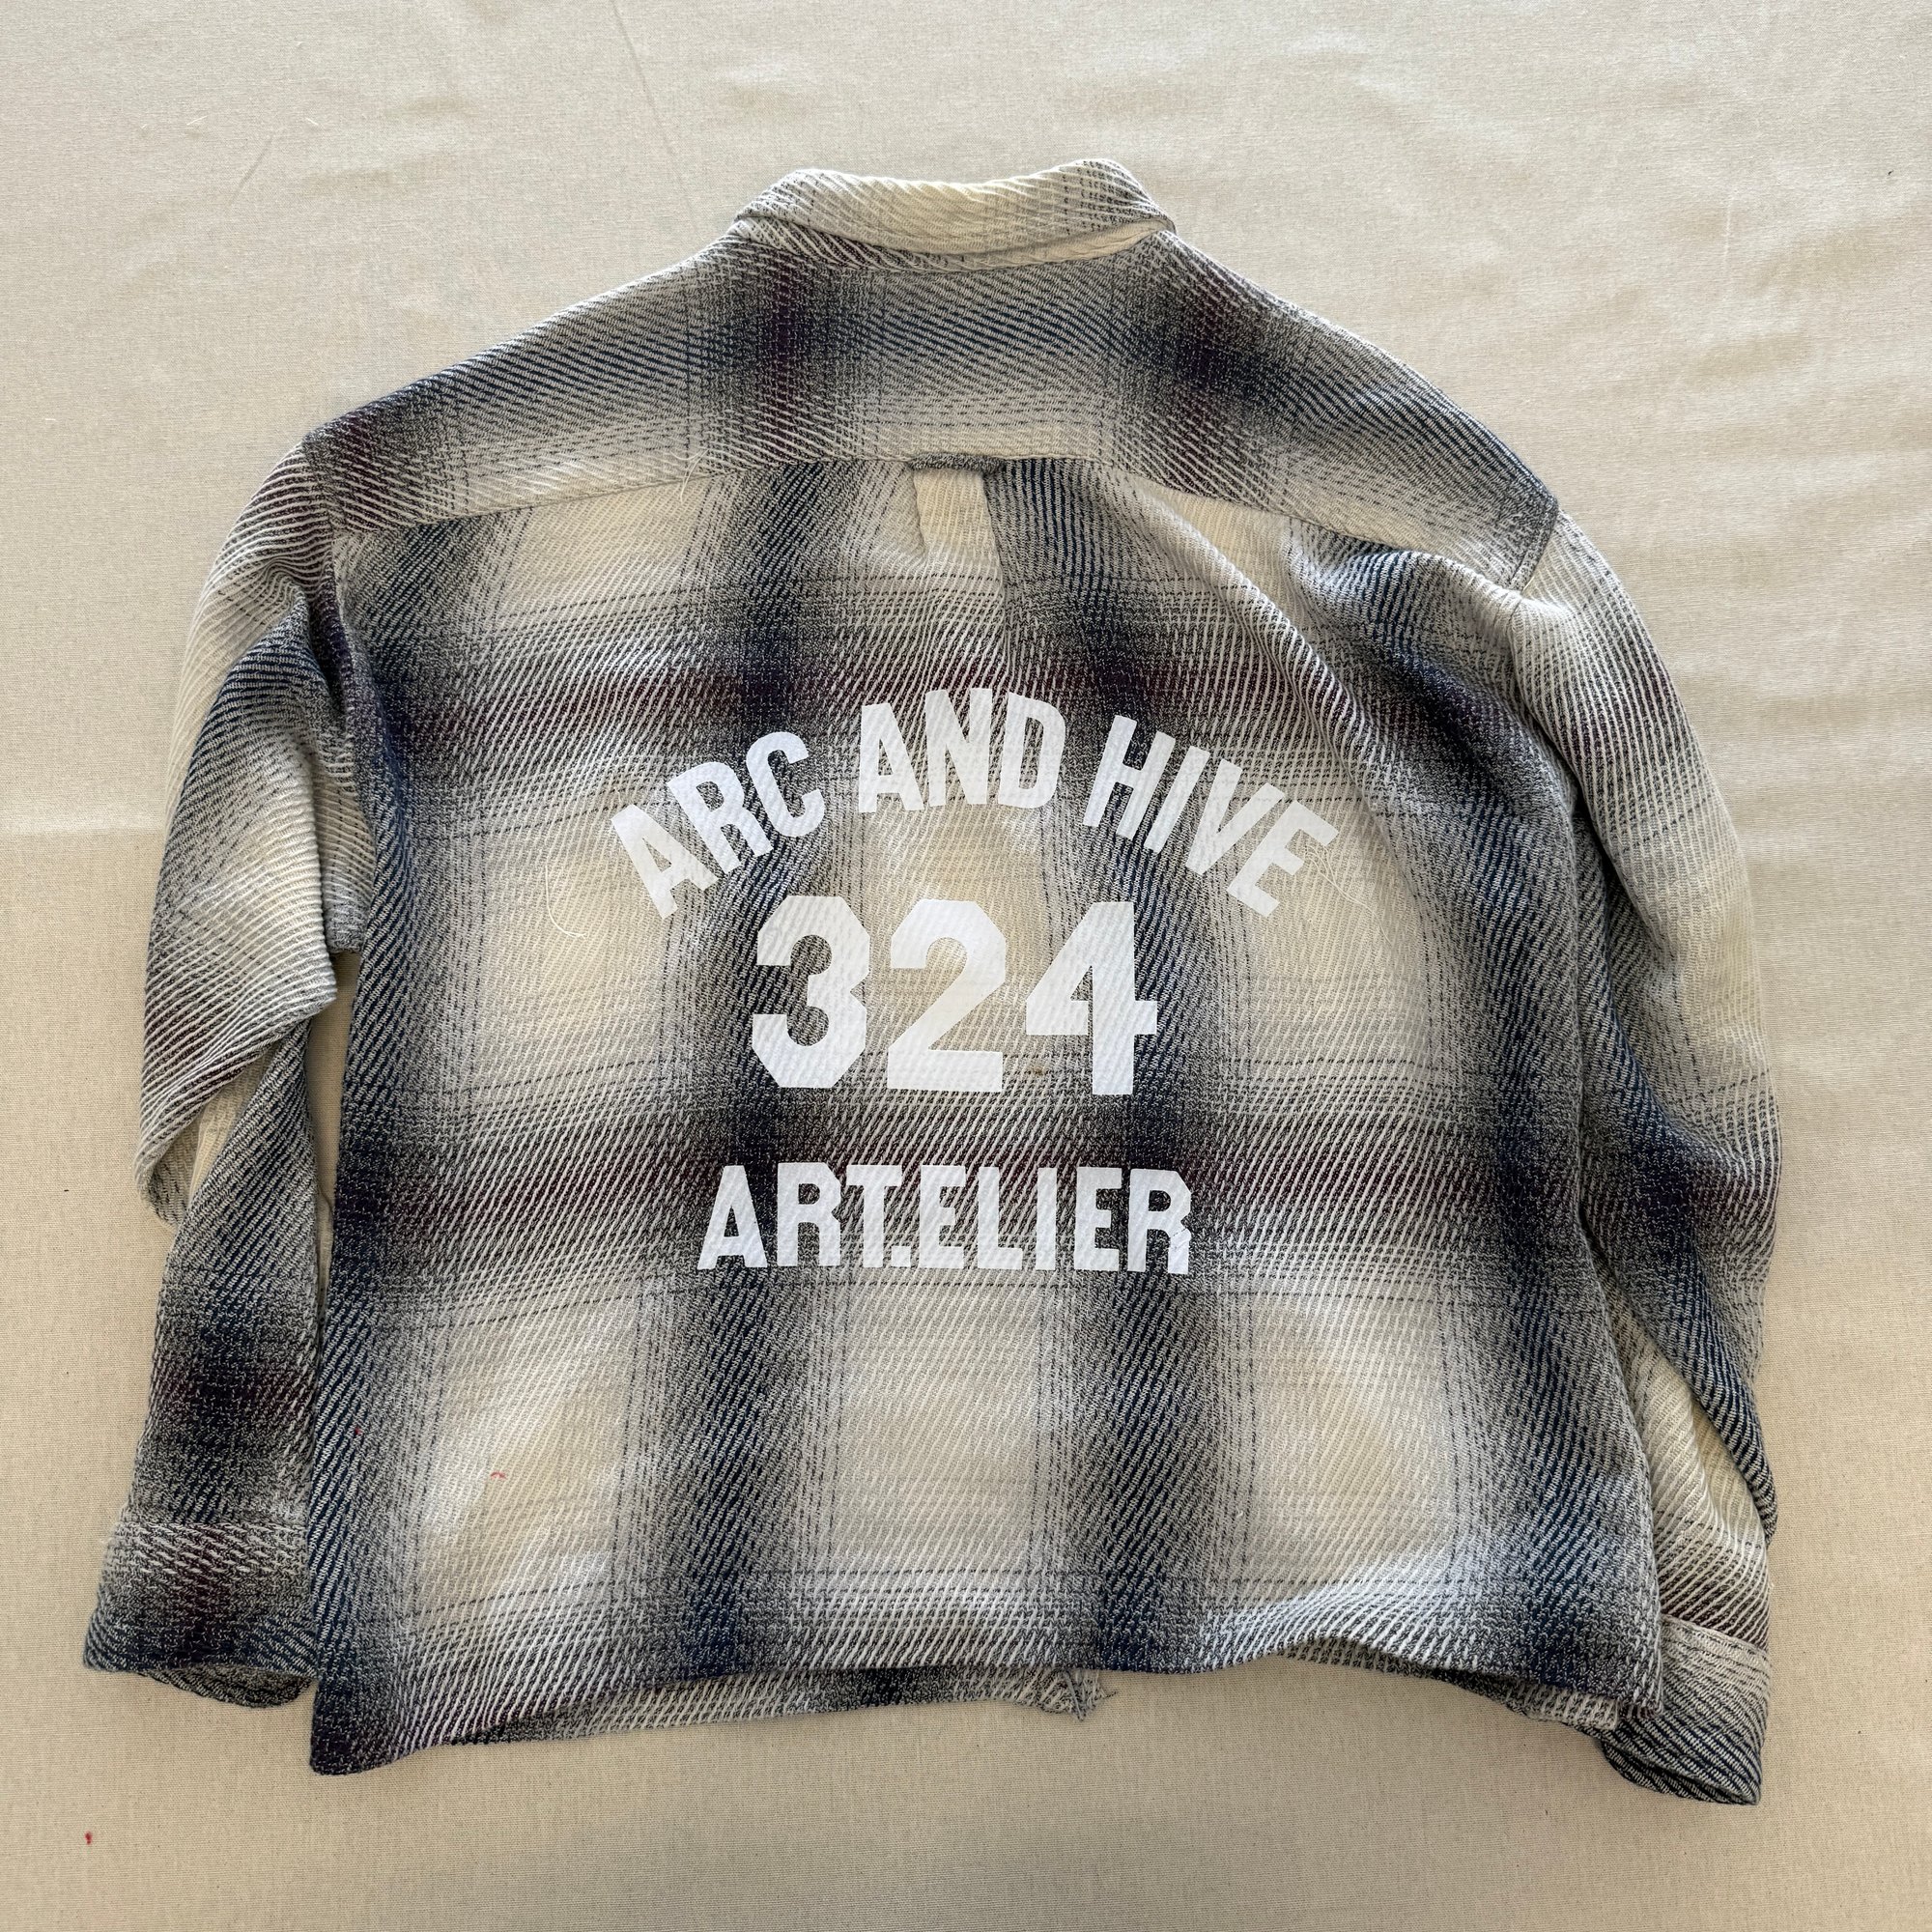 ARC AND HIVE
324
ART.ELIER